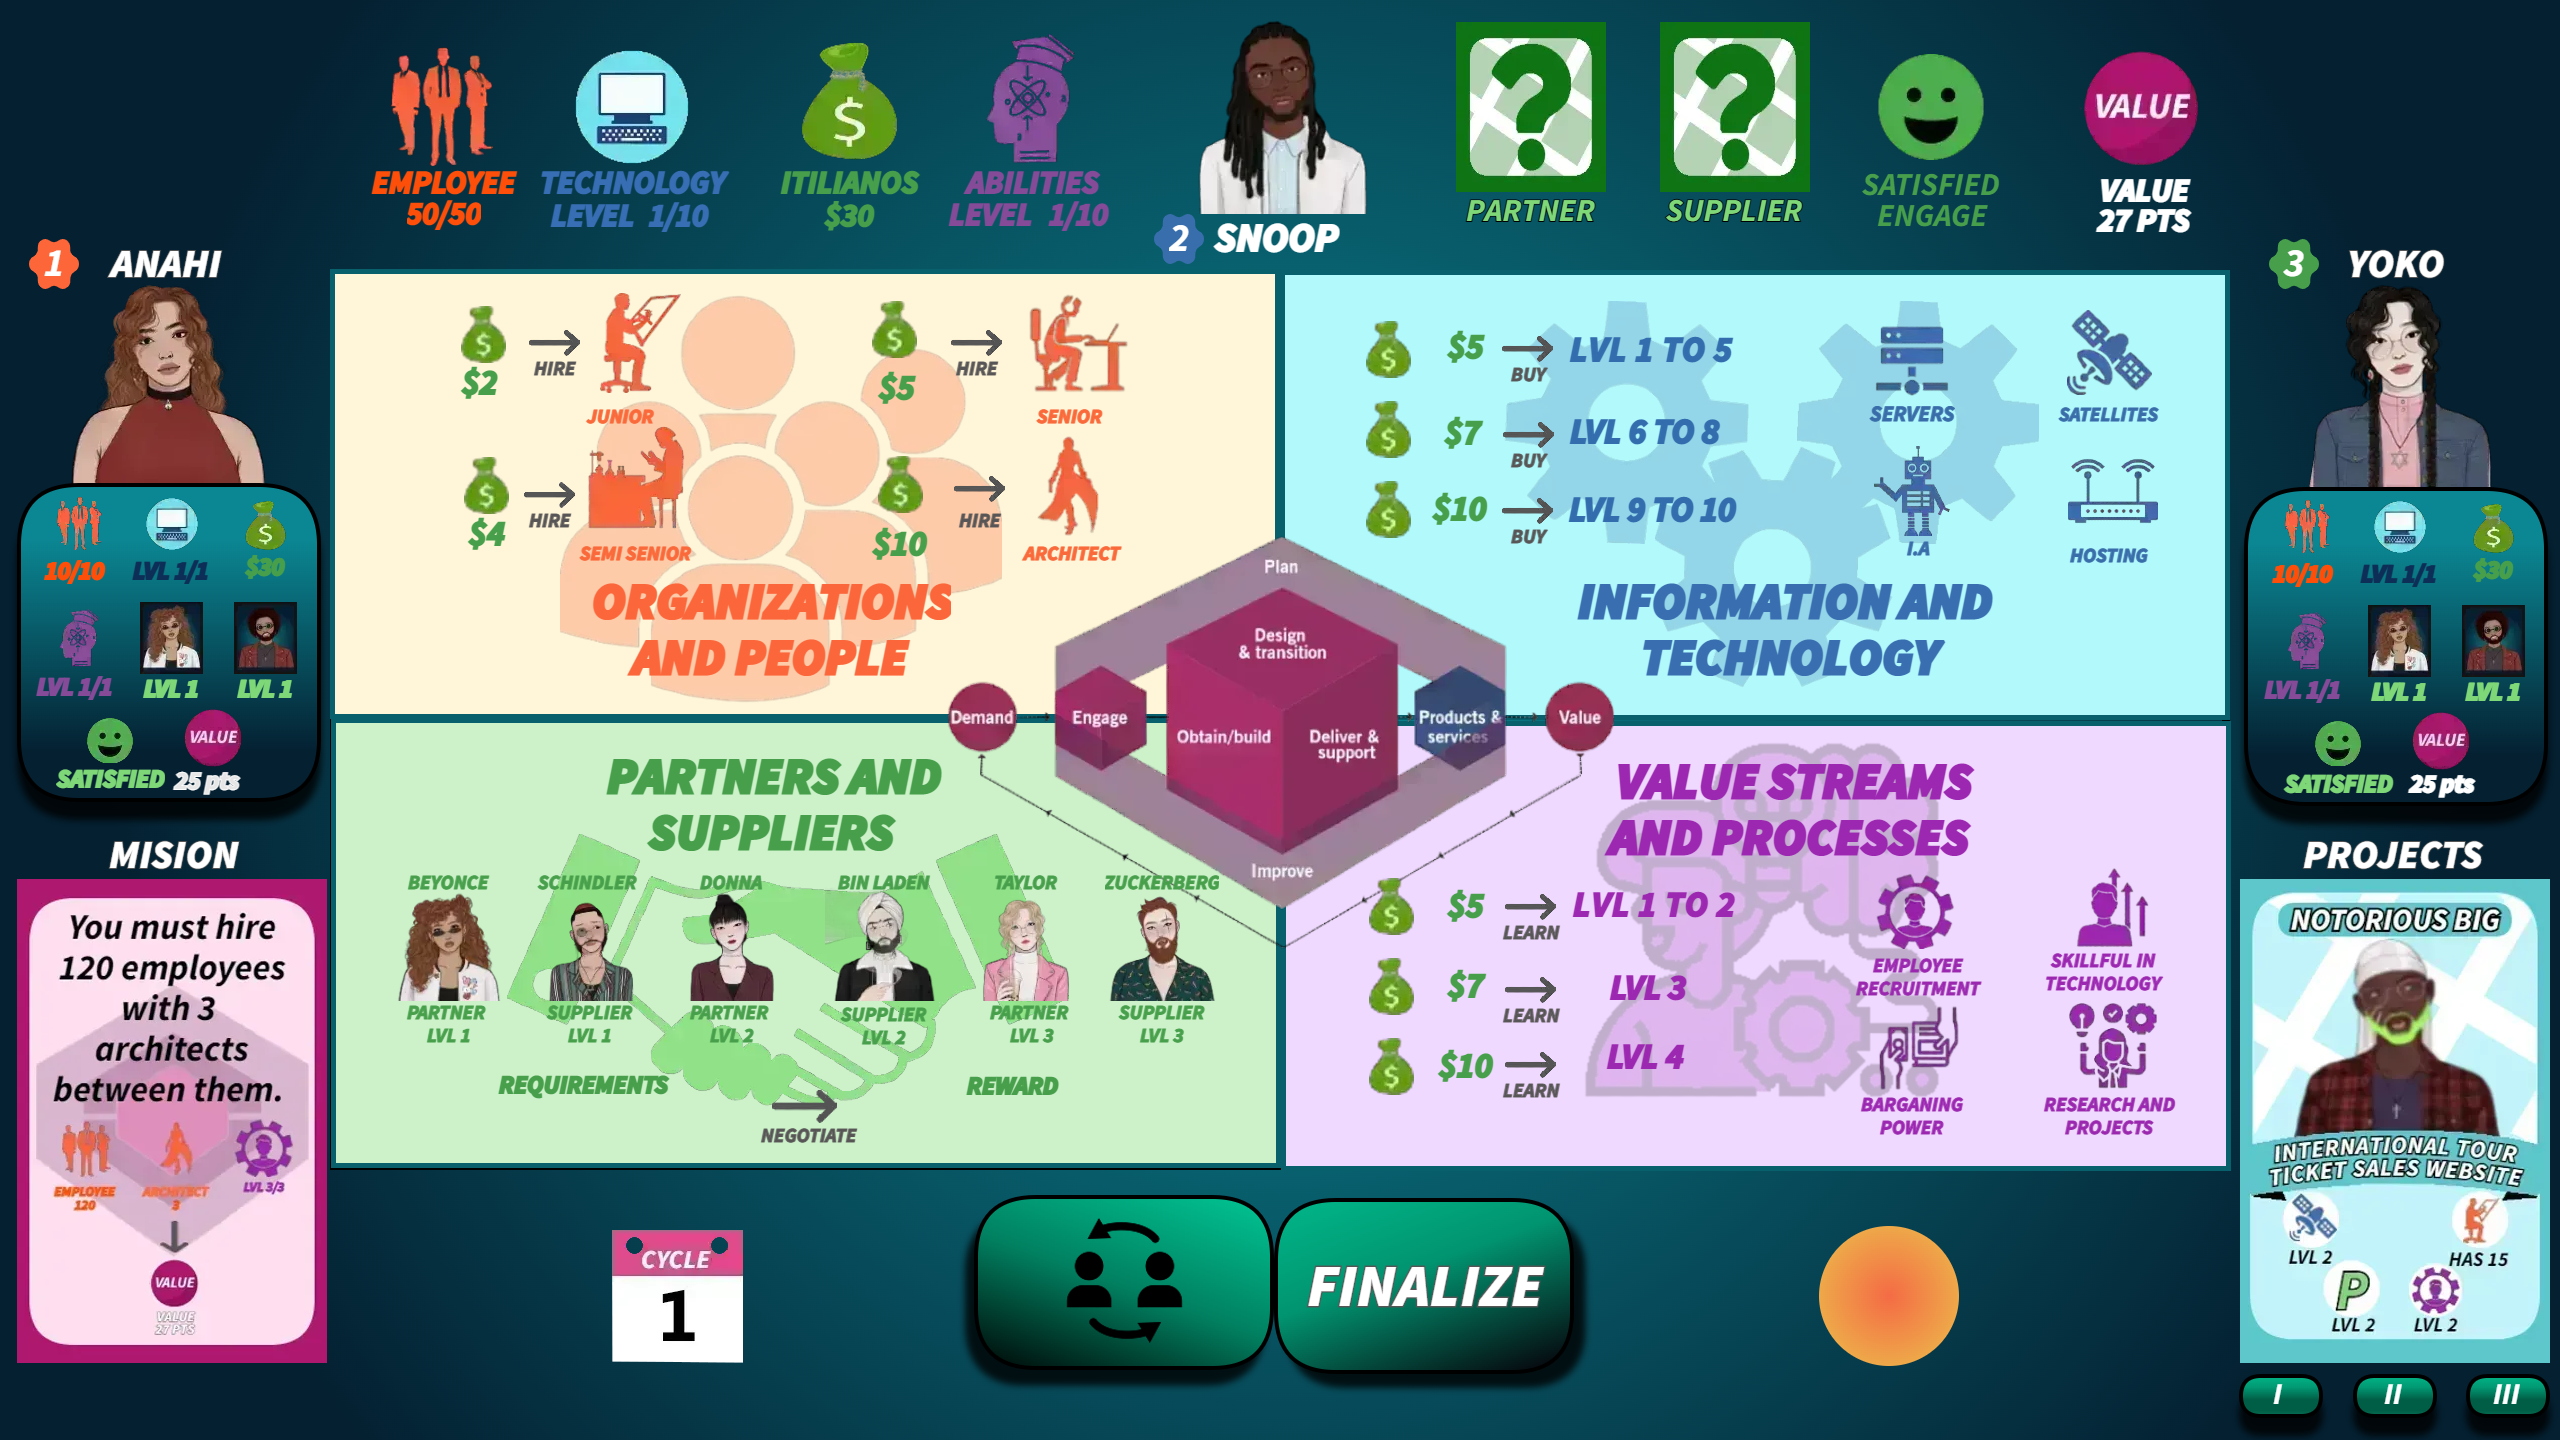 EMPLOYEE
50/50
TECHNOLOGY
LEVEL 1/10
$
ITILIANOS
$30
ABILITIES
LEVEL 1/10
2 SNOOP
?
PARTNER
?
SUPPLIER
SATISFIED
ENGAGE
VALUE
VALUE
27 PTS
1 ANAHI
10/10
LVL 1/1
$
$30
LVL 1/1
LVL 1
LVL 1
SATISFIED
VALUE
25 pts
3 YOKO
10/10
LVL 1/1
$
$30
LVL 1/1
LVL 1
LVL 1
SATISFIED
VALUE
25 pts
$
$2
HIRE
JUNIOR
$
$5
HIRE
SENIOR
$
$4
HIRE
SEMI SENIOR
$
$10
HIRE
ARCHITECT
ORGANIZATIONS
AND PEOPLE
$ $5 BUY LVL 1 TO 5
$ $7 BUY LVL 6 TO 8
$ $10 BUY LVL 9 TO 10
SERVERS
SATELLITES
I.A
HOSTING
INFORMATION AND
TECHNOLOGY
Plan
Design
& transition
Demand
Engage
Obtain/build
Deliver &
support
Products &
services
Value
Improve
PARTNERS AND
SUPPLIERS
BEYONCE
PARTNER
LVL 1
SCHINDLER
SUPPLIER
LVL 1
DONNA
PARTNER
LVL 2
BIN LADEN
SUPPLIER
LVL 2
TAYLOR
PARTNER
LVL 3
ZUCKERBERG
SUPPLIER
LVL 3
REQUIREMENTS
NEGOTIATE
REWARD
VALUE STREAMS
AND PROCESSES
$ $5 LEARN LVL 1 TO 2
$ $7 LEARN LVL 3
$ $10 LEARN LVL 4
EMPLOYEE
RECRUITMENT
SKILLFUL IN
TECHNOLOGY
BARGANING
POWER
RESEARCH AND
PROJECTS
MISION
You must hire
120 employees
with 3
architects
between them.
EMPLOYEE
120
ARCHITECT
3
LVL 3/3
VALUE
VALUE
27 PTS
CYCLE
1
FINALIZE
PROJECTS
NOTORIOUS BIG
INTERNATIONAL TOUR
TICKET SALES WEBSITE
LVL 2
HAS 15
P
LVL 2
LVL 2
I
II
III